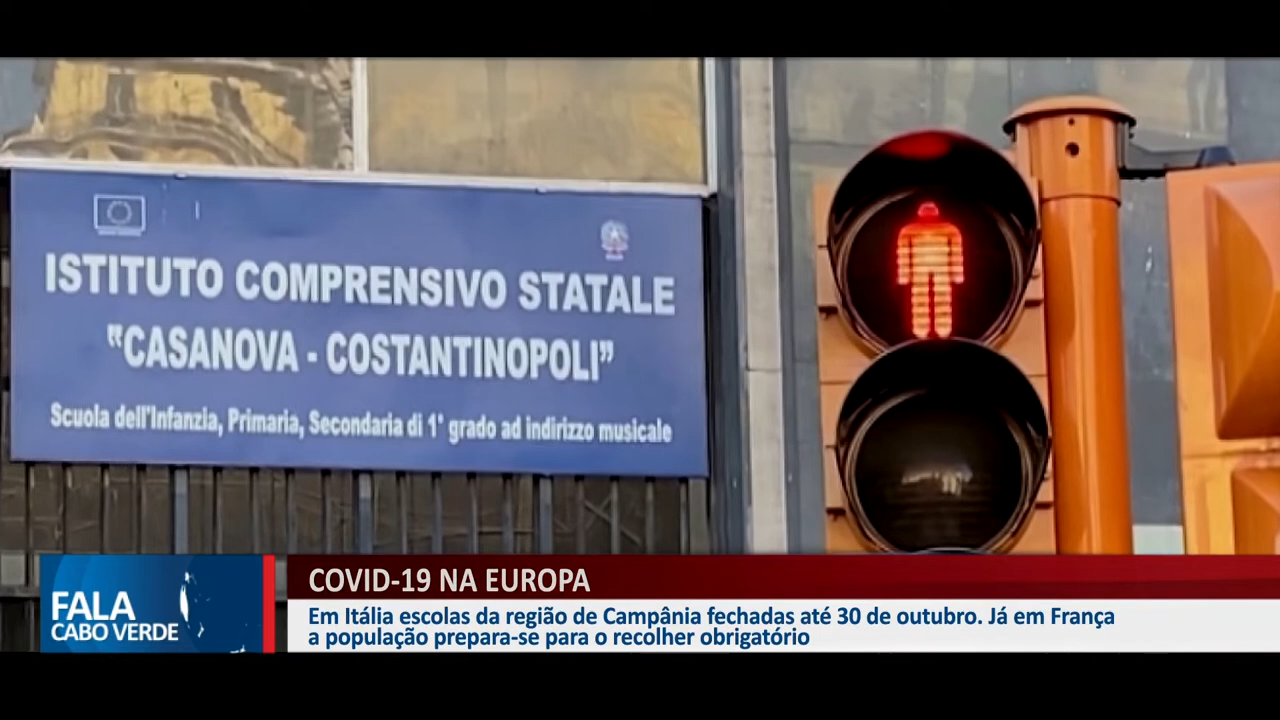 ISTITUTO COMPRENSIVO STATALE
"CASANOVA - COSTANTINOPOLI"
Scuola dell'Infanzia, Primaria, Secondaria di 1° grado ad indirizzo musicale
FALA
CABO VERDE
COVID-19 NA EUROPA
Em Itália escolas da região de Campânia fechadas até 30 de outubro. Já em França
a população prepara-se para o recolher obrigatório